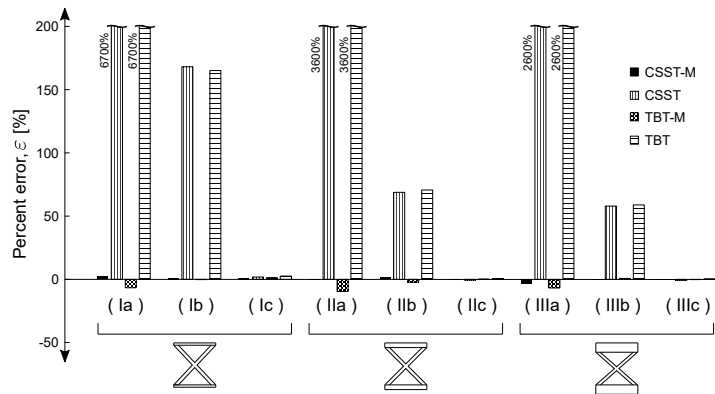 200
150
100
50
0
-50
Percent error, ε [%]
6700%
6700%
3600%
3600%
2600%
2600%
CSST-M
CSST
TBT-M
TBT
( Ia ) ( Ib ) ( Ic ) ( IIa ) ( IIb ) ( IIc ) ( IIIa ) ( IIIb ) ( IIIc )